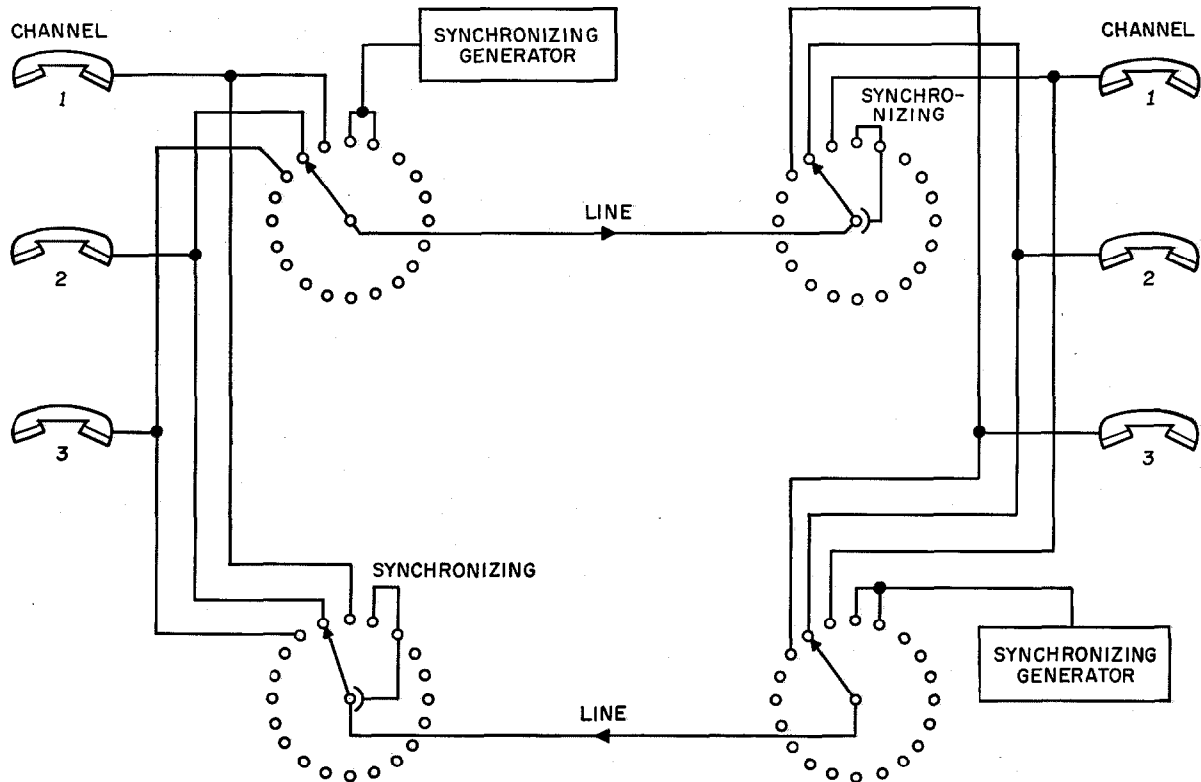 CHANNEL
1
2
3
SYNCHRONIZING
GENERATOR
LINE
SYNCHRO-
NIZING
CHANNEL
1
2
3
SYNCHRONIZING
LINE
SYNCHRONIZING
GENERATOR